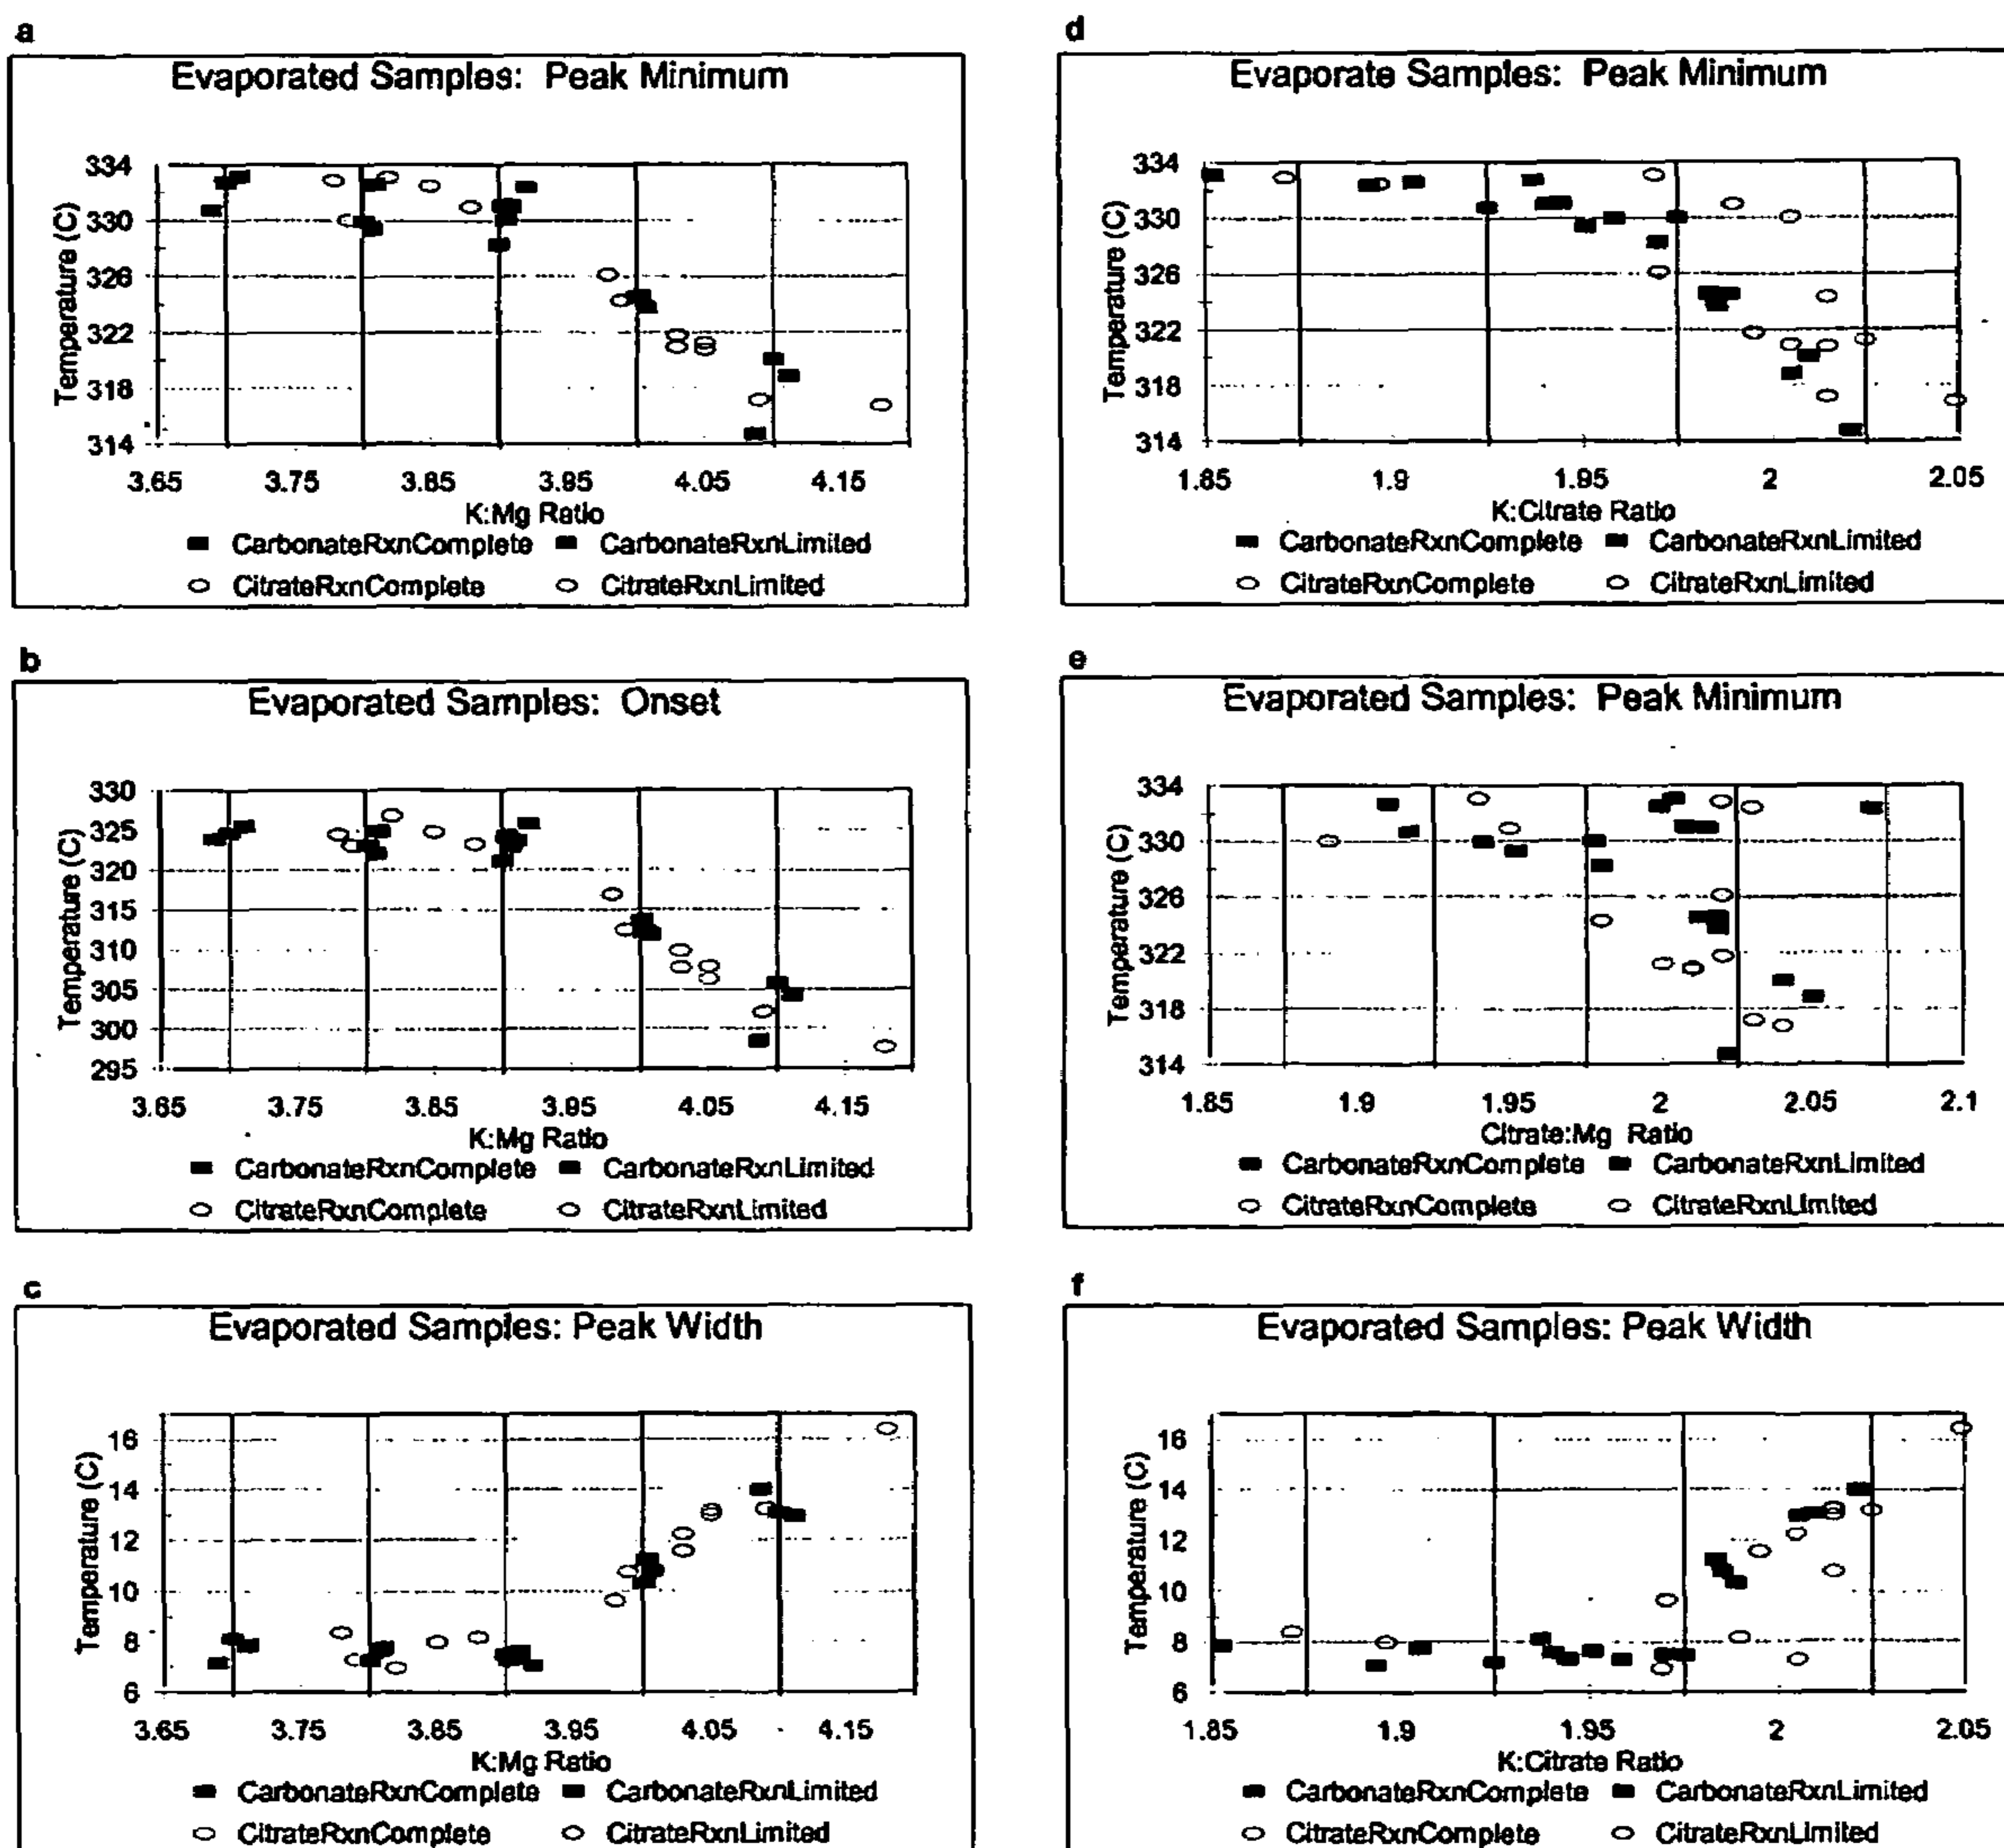 a
Evaporated Samples: Peak Minimum
Temperature (C)
334
330
326
322
318
314
3.65 3.75 3.85 3.95 4.05 4.15
K:Mg Ratio
CarbonateRxnComplete CarbonateRxnLimited
CitrateRxnComplete CitrateRxnLimited
b
Evaporated Samples: Onset
Temperature (C)
330
325
320
315
310
305
300
295
3.65 3.75 3.85 3.95 4.05 4.15
K:Mg Ratio
CarbonateRxnComplete CarbonateRxnLimited
CitrateRxnComplete CitrateRxnLimited
c
Evaporated Samples: Peak Width
Temperature (C)
16
14
12
10
8
6
3.65 3.75 3.85 3.95 4.05 4.15
K:Mg Ratio
CarbonateRxnComplete CarbonateRxnLimited
CitrateRxnComplete CitrateRxnLimited
d
Evaporate Samples: Peak Minimum
Temperature (C)
334
330
326
322
318
314
1.85 1.9 1.95 2 2.05
K:Citrate Ratio
CarbonateRxnComplete CarbonateRxnLimited
CitrateRxnComplete CitrateRxnLimited
e
Evaporated Samples: Peak Minimum
Temperature (C)
334
330
326
322
318
314
1.85 1.9 1.95 2 2.05 2.1
Citrate:Mg Ratio
CarbonateRxnComplete CarbonateRxnLimited
CitrateRxnComplete CitrateRxnLimited
f
Evaporated Samples: Peak Width
Temperature (C)
16
14
12
10
8
6
1.85 1.9 1.95 2 2.05
K:Citrate Ratio
CarbonateRxnComplete CarbonateRxnLimited
CitrateRxnComplete CitrateRxnLimited